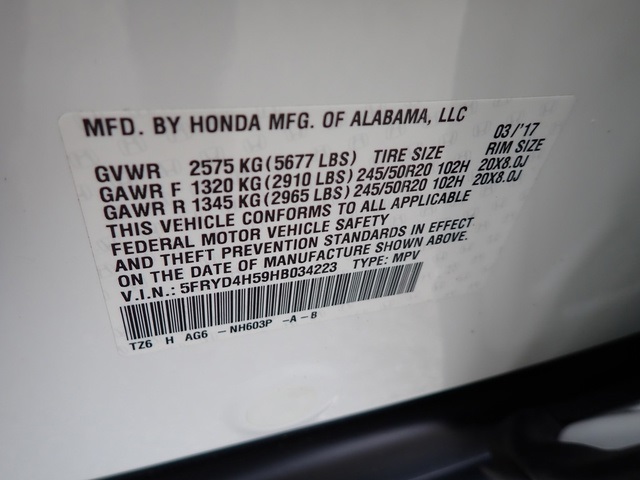 MFD. BY HONDA MFG. OF ALABAMA, LLC 03/'17
GVWR 2575 KG (5677 LBS) TIRE SIZE RIM SIZE
GAWR F 1320 KG (2910 LBS) 245/50R20 102H 20X8.0J
GAWR R 1345 KG (2965 LBS) 245/50R20 102H 20X8.0J
THIS VEHICLE CONFORMS TO ALL APPLICABLE
FEDERAL MOTOR VEHICLE SAFETY
AND THEFT PREVENTION STANDARDS IN EFFECT
ON THE DATE OF MANUFACTURE SHOWN ABOVE.
V.I.N.: 5FRYD4H59HB034223 TYPE: MPV
TZ6 H AG6 -NH603P -A-B